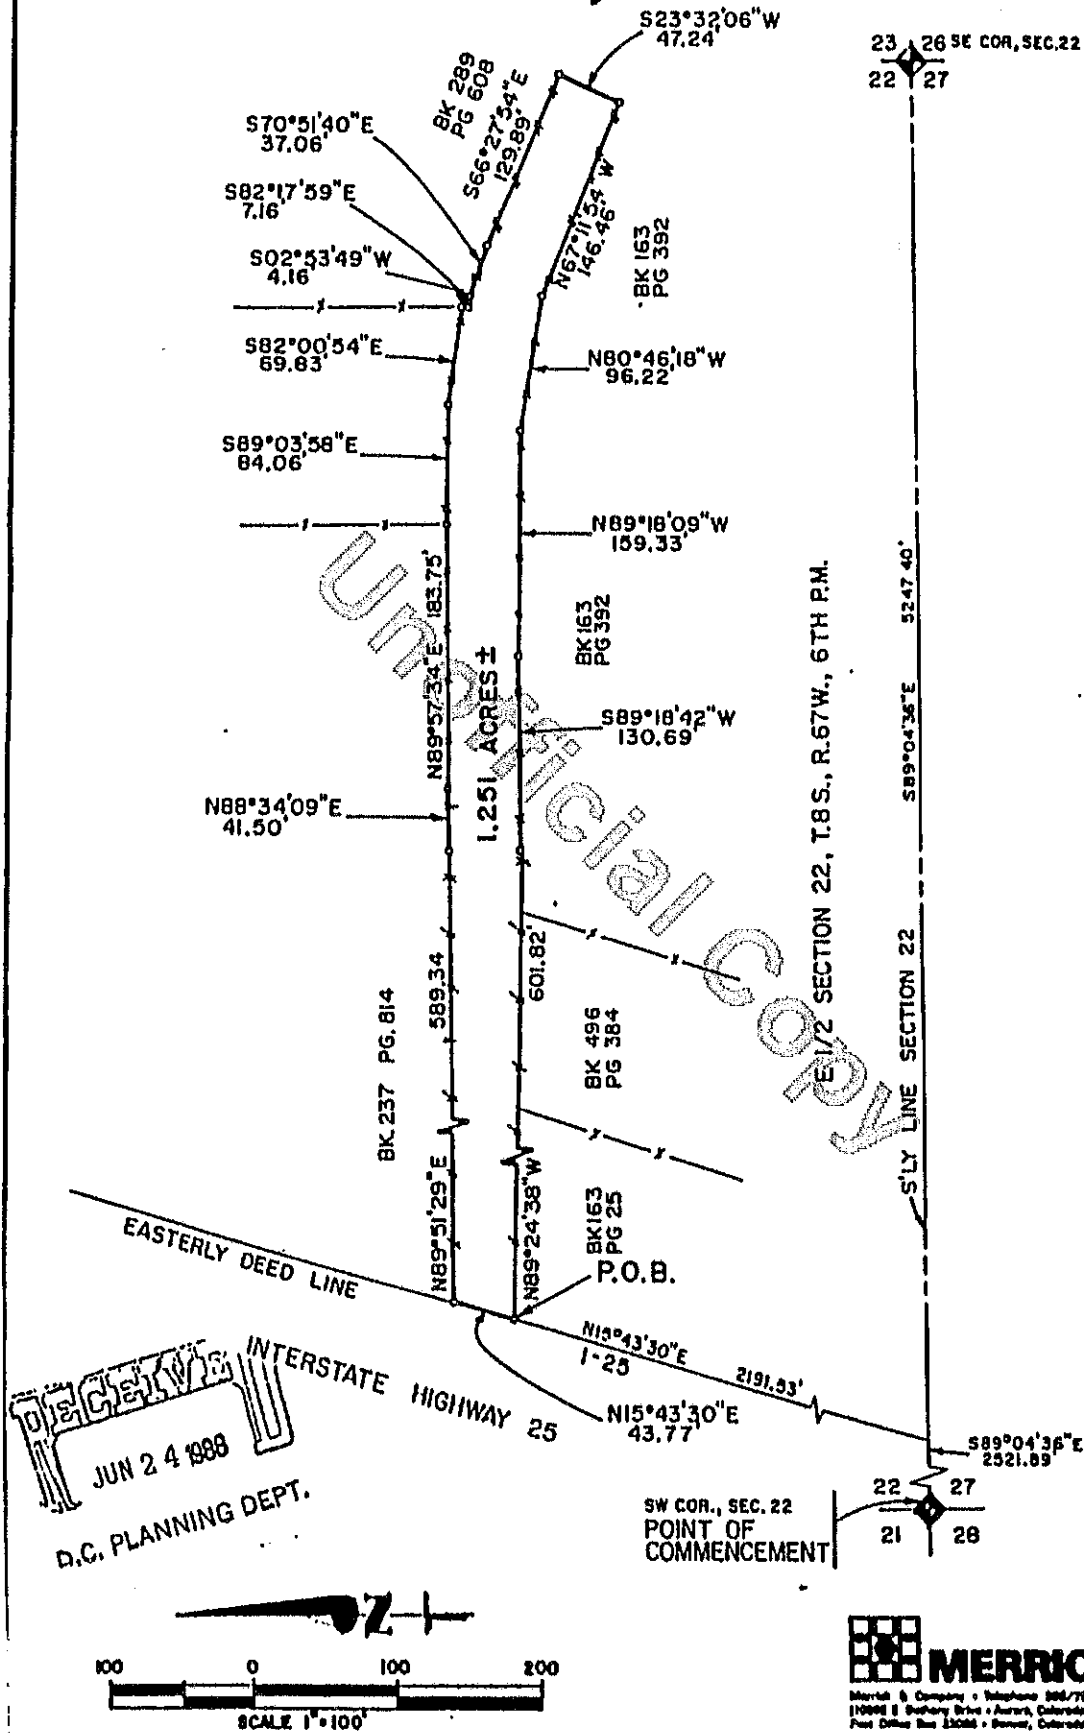 S23°32'06"W
47.24'
23 26 SE COR, SEC.22
22 27
BK 289
PG 608
S66°27'54"E
129.89'
S70°51'40"E
37.06'
S82°17'59"E
7.16'
S02°53'49"W
4.16'
N67°11'54"W
146.46'
BK 163
PG 392
S82°00'54"E
69.83'
N80°46'18"W
96.22'
S89°03'58"E
84.06'
N89°18'09"W
159.33'
Unofficial Copy
N89°57'34"E 183.75'
1.251 ACRES±
BK163
PG 392
S89°18'42"W
130.69'
N88°34'09"E
41.50'
E 1/2 SECTION 22, T.8 S., R.67W., 6TH P.M.
S89°04'36"E 5247.40'
S'LY LINE SECTION 22
BK.237 PG. 814
589.34
N89°51'29"E
601.82'
N89°24'38"W
BK 496
PG 384
BK163
PG 25
P.O.B.
EASTERLY DEED LINE
INTERSTATE HIGHWAY 25
N15°43'30"E
I-25
2191.53'
N15°43'30"E
43.77'
S89°04'36"E
2521.89'
RECEIVED
JUN 24 1988
D.C. PLANNING DEPT.
SW COR., SEC. 22
POINT OF
COMMENCEMENT
22 27
21 28
N
100 0 100 200
SCALE 1"=100'
MERRIC
Merrick & Company